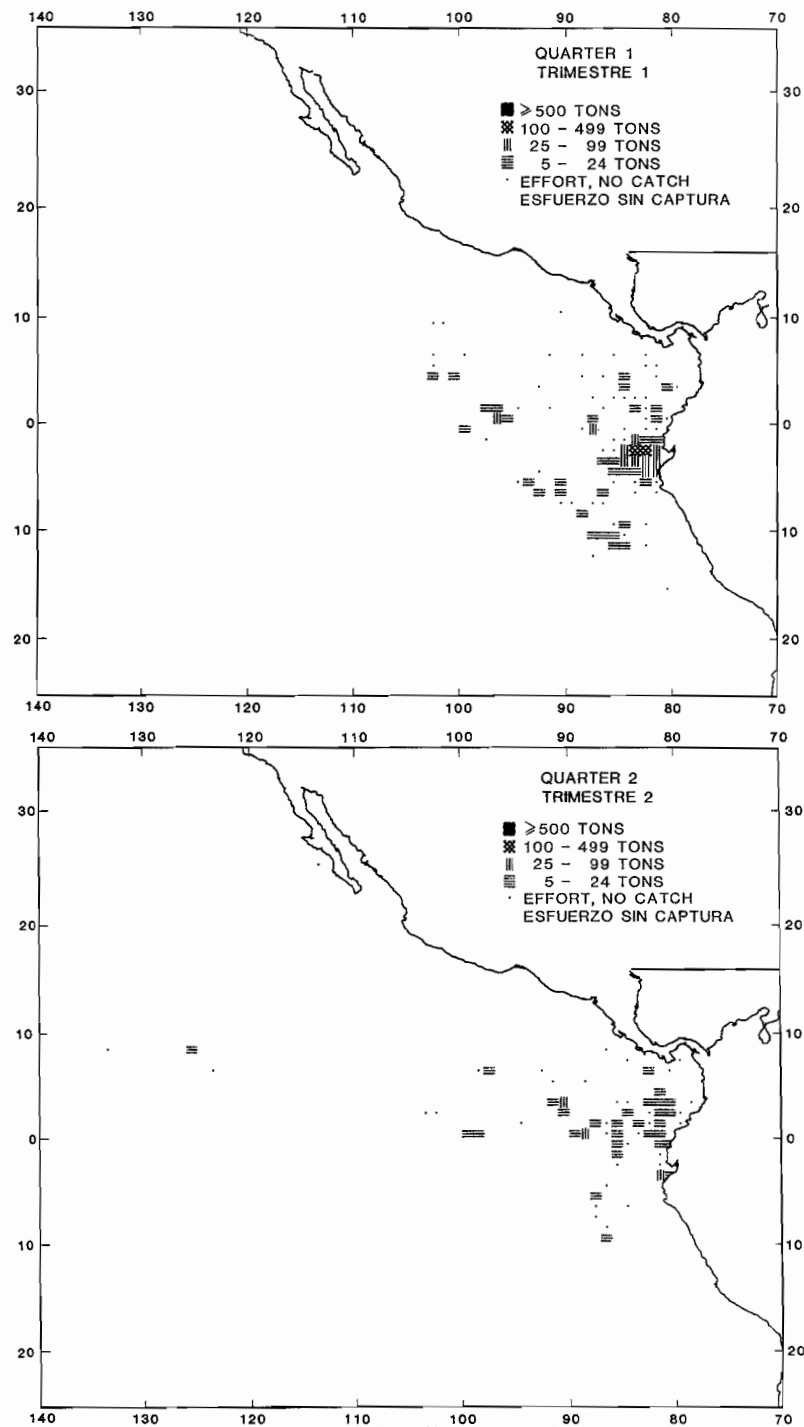 140 130 120 110 100 90 80 70
QUARTER 1
TRIMESTRE 1
30 30
≥500 TONS
100 - 499 TONS
25 - 99 TONS
5 - 24 TONS
EFFORT, NO CATCH
ESFUERZO SIN CAPTURA
20 20
10 10
0 0
10 10
20 20
140 130 120 110 100 90 80 70
140 130 120 110 100 90 80 70
QUARTER 2
TRIMESTRE 2
30 30
≥500 TONS
100 - 499 TONS
25 - 99 TONS
5 - 24 TONS
EFFORT, NO CATCH
ESFUERZO SIN CAPTURA
20 20
10 10
0 0
10 10
20 20
140 130 120 110 100 90 80 70